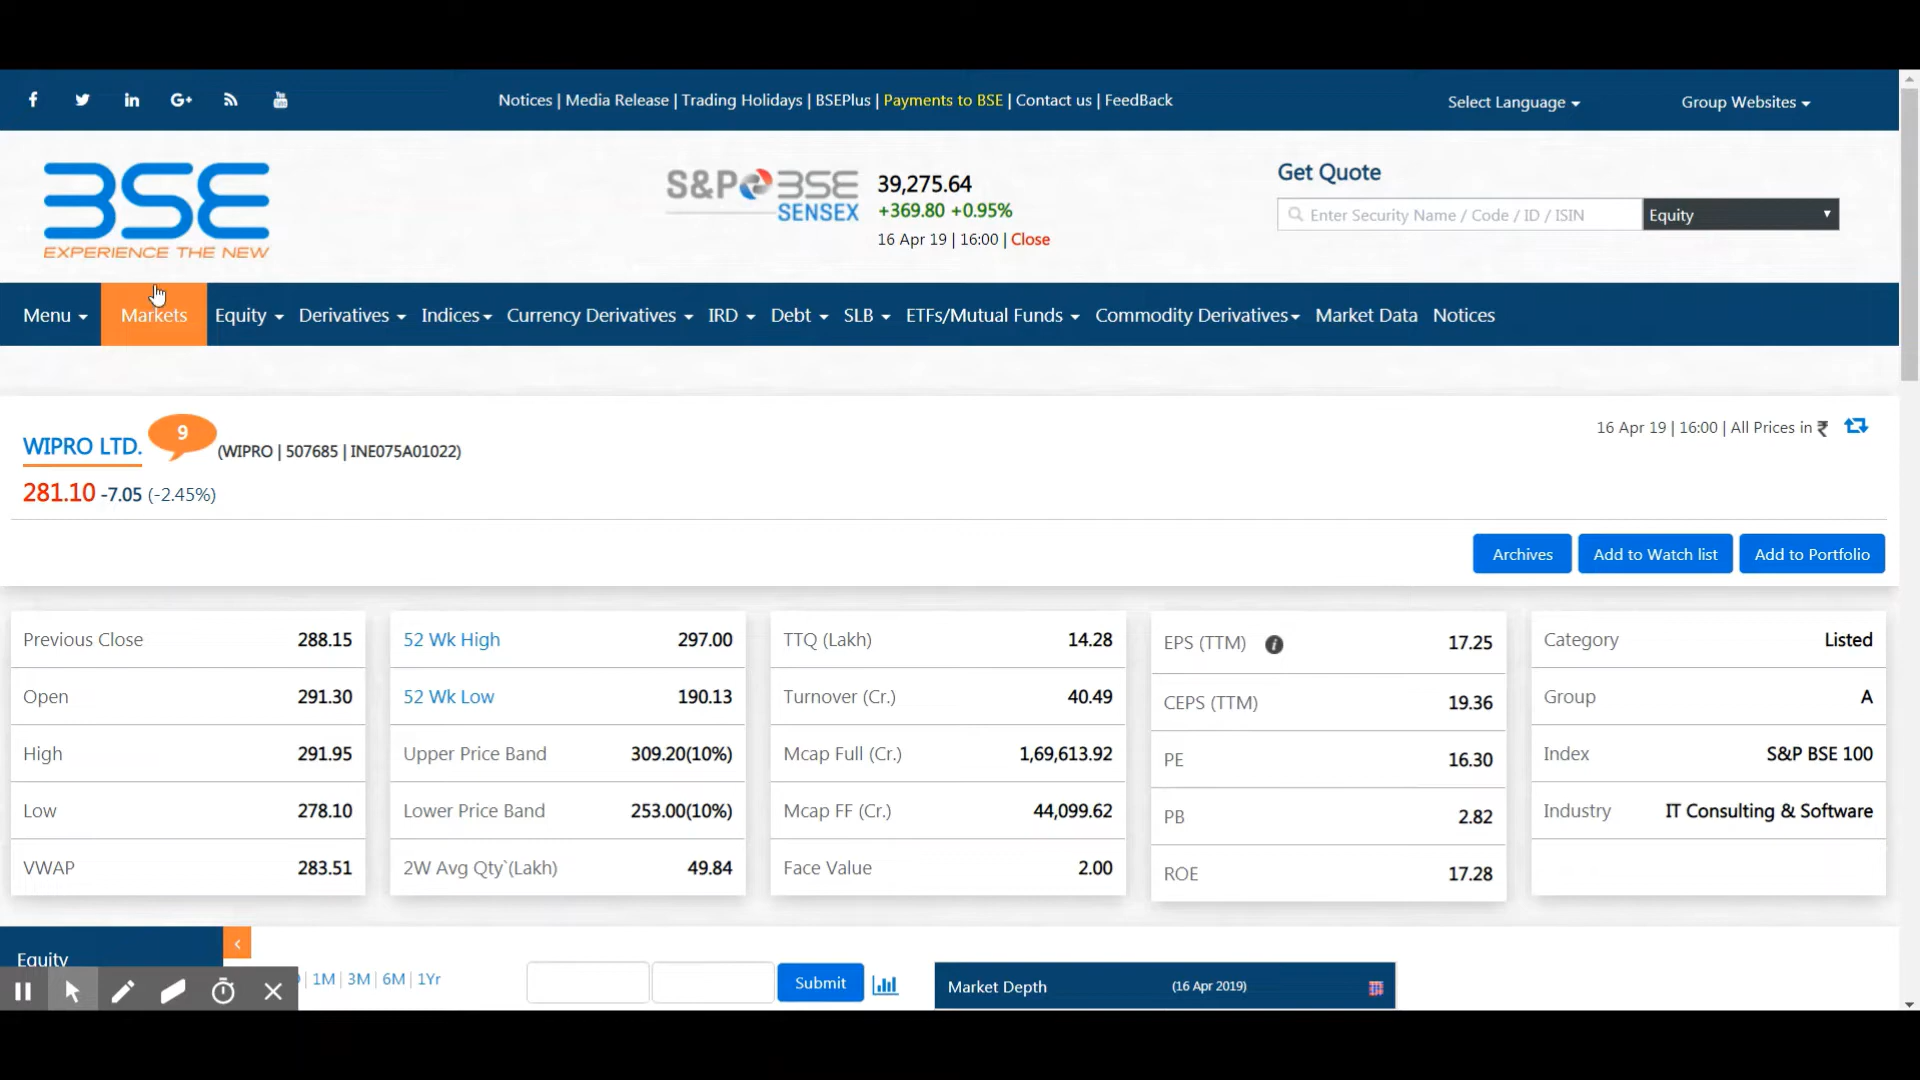 Notices | Media Release | Trading Holidays | BSEPlus | Payments to BSE | Contact us | FeedBack
Select Language
Group Websites
BSE
EXPERIENCE THE NEW
S&P BSE
SENSEX
39,275.64
+369.80 +0.95%
16 Apr 19 | 16:00 | Close
Get Quote
Enter Security Name / Code / ID / ISIN
Equity
Menu Markets Equity Derivatives Indices Currency Derivatives IRD Debt SLB ETFs/Mutual Funds Commodity Derivatives Market Data Notices
WIPRO LTD.
9
(WIPRO | 507685 | INE075A01022)
16 Apr 19 | 16:00 | All Prices in ₹
281.10 -7.05 (-2.45%)
Archives
Add to Watch list
Add to Portfolio
Previous Close 288.15
Open 291.30
High 291.95
Low 278.10
VWAP 283.51
52 Wk High 297.00
52 Wk Low 190.13
Upper Price Band 309.20(10%)
Lower Price Band 253.00(10%)
2W Avg Qty`(Lakh) 49.84
TTQ (Lakh) 14.28
Turnover (Cr.) 40.49
Mcap Full (Cr.) 1,69,613.92
Mcap FF (Cr.) 44,099.62
Face Value 2.00
EPS (TTM) 17.25
CEPS (TTM) 19.36
PE 16.30
PB 2.82
ROE 17.28
Category Listed
Group A
Index S&P BSE 100
Industry IT Consulting & Software
Equity
| 1M | 3M | 6M | 1Yr
Submit
Market Depth (16 Apr 2019)